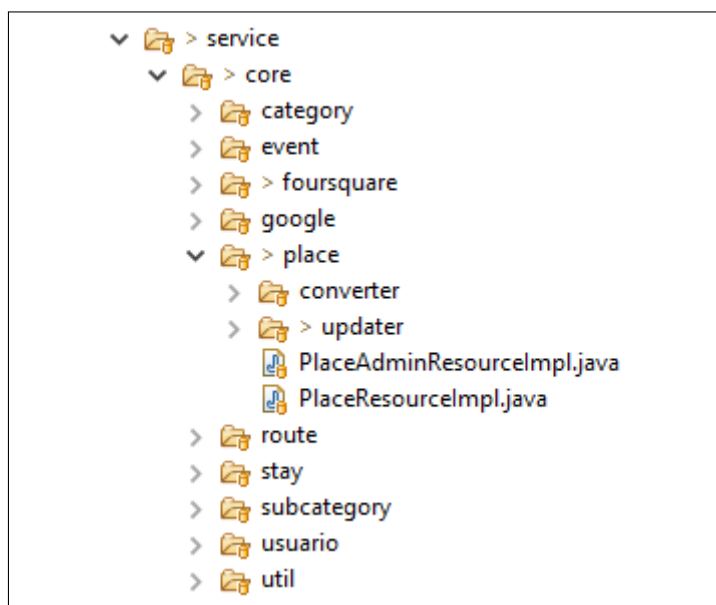 > service
> core
category
event
> foursquare
google
> place
converter
> updater
PlaceAdminResourceImpl.java
PlaceResourceImpl.java
route
stay
subcategory
usuario
util